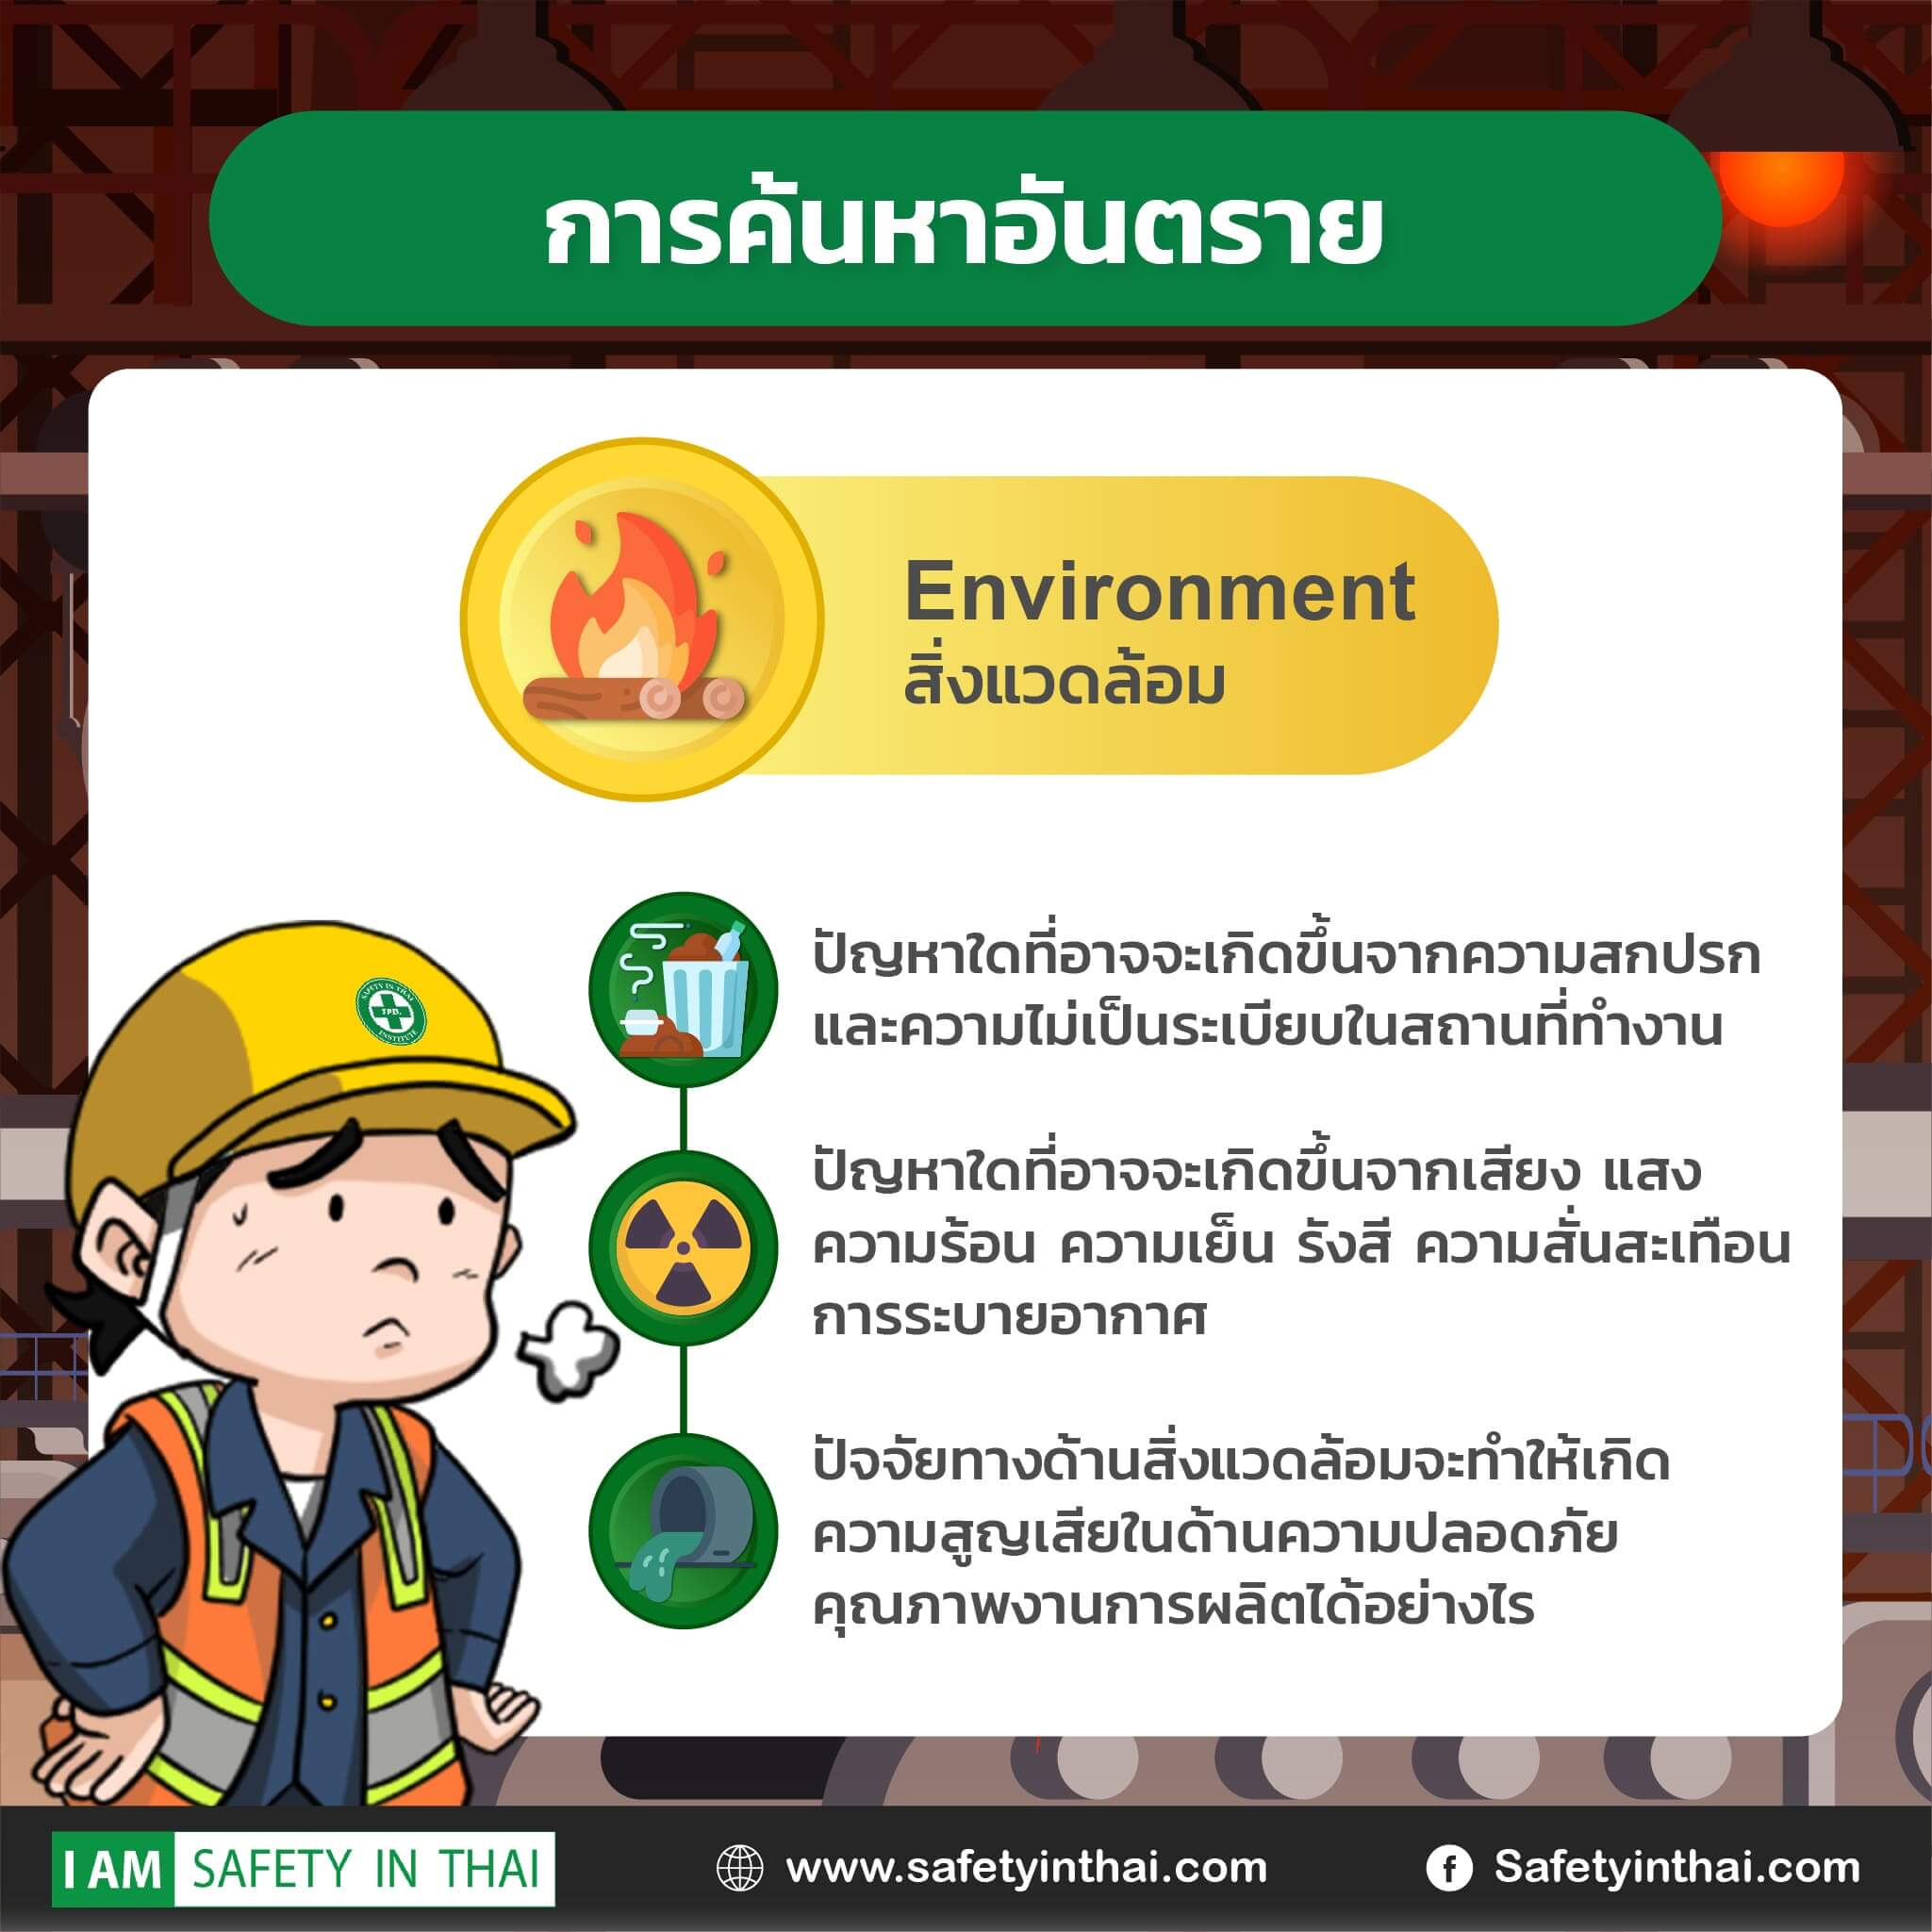 การค้นหาอันตราย
Environment
สิ่งแวดล้อม
ปัญหาใดที่อาจจะเกิดขึ้นจากความสกปรก
และความไม่เป็นระเบียบในสถานที่ทำงาน
ปัญหาใดที่อาจจะเกิดขึ้นจากเสียง แสง
ความร้อน ความเย็น รังสี ความสั่นสะเทือน
การระบายอากาศ
ปัจจัยทางด้านสิ่งแวดล้อมจะทำให้เกิด
ความสูญเสียในด้านความปลอดภัย
คุณภาพงานการผลิตได้อย่างไร
SAFETY IN THAI
TPD.
INSTITUTE
I AM SAFETY IN THAI
www.safetyinthai.com
Safetyinthai.com